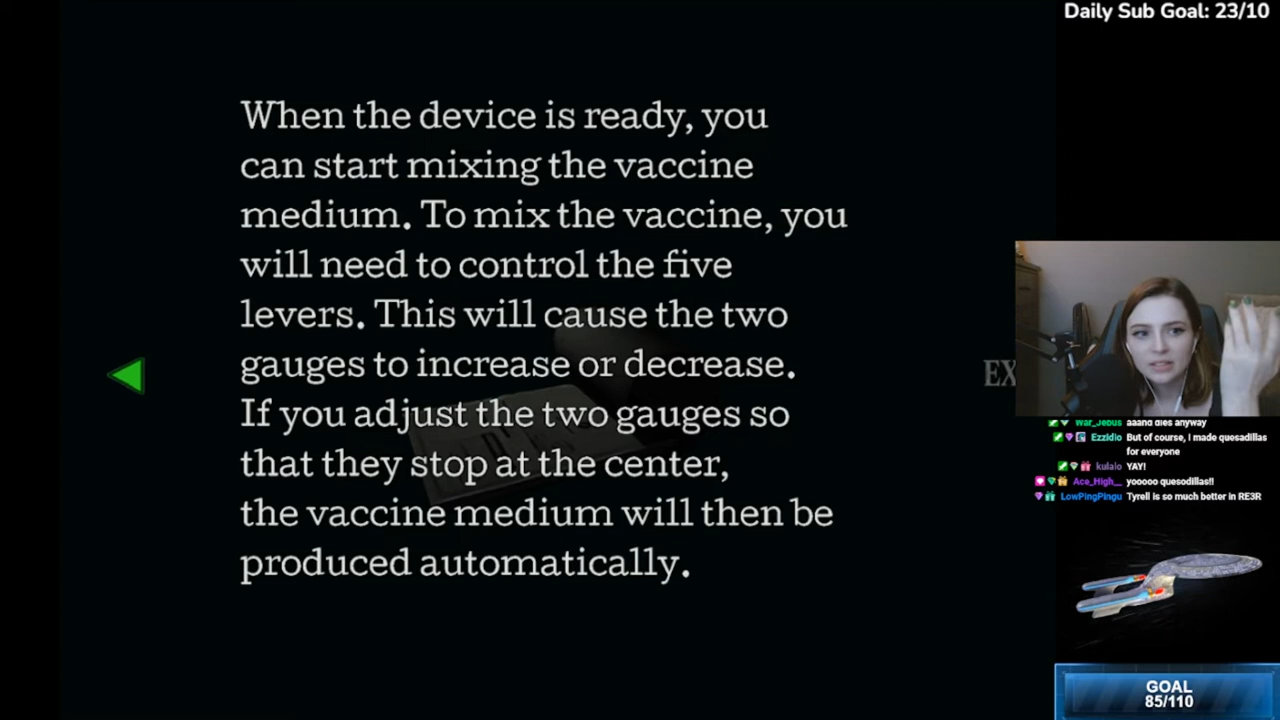 Daily Sub Goal: 23/10
When the device is ready, you
can start mixing the vaccine
medium. To mix the vaccine, you
will need to control the five
levers. This will cause the two
gauges to increase or decrease.
If you adjust the two gauges so
that they stop at the center,
the vaccine medium will then be
produced automatically.
EX
War_Jebus aaand dies anyway
Ezzidio But of course, I made quesadillas
for everyone
kulalo YAY!
Ace_High__ yooooo quesodillas!!
LowPingPingu Tyrell is so much better in RE3R
GOAL
85/110